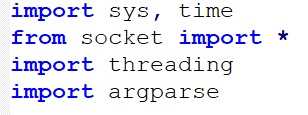 import sys, time
from socket import *
import threading
import argparse